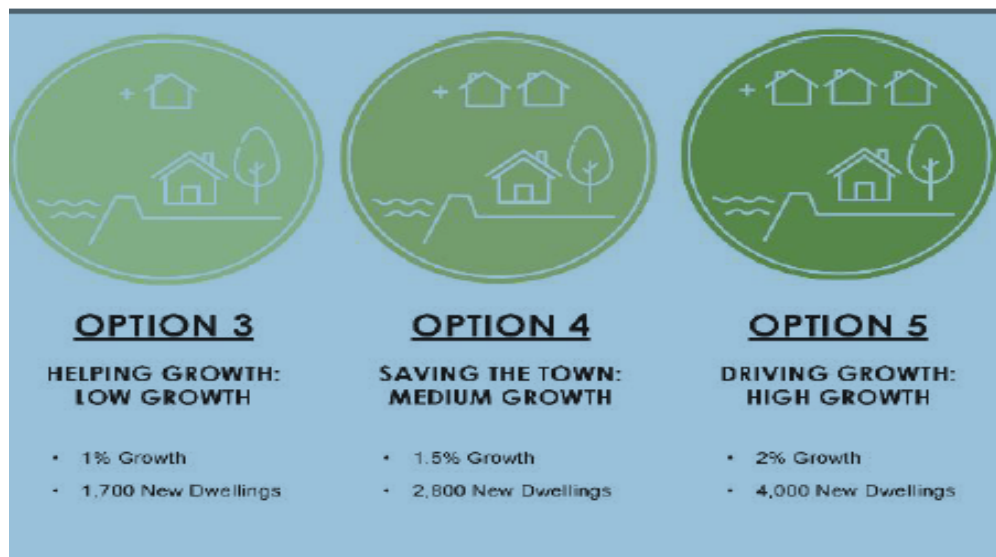 OPTION 3
HELPING GROWTH:
LOW GROWTH
• 1% Growth
• 1,700 New Dwellings
OPTION 4
SAVING THE TOWN:
MEDIUM GROWTH
• 1.5% Growth
• 2,800 New Dwellings
OPTION 5
DRIVING GROWTH:
HIGH GROWTH
• 2% Growth
• 4,000 New Dwellings